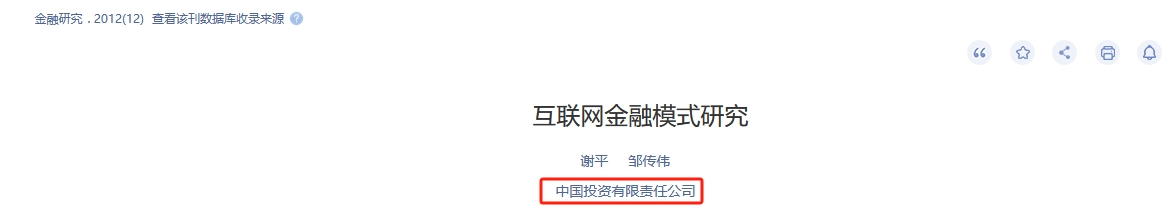 金融研究 . 2012(12) 查看该刊数据库收录来源 ?
互联网金融模式研究
谢平 邹传伟
中国投资有限责任公司